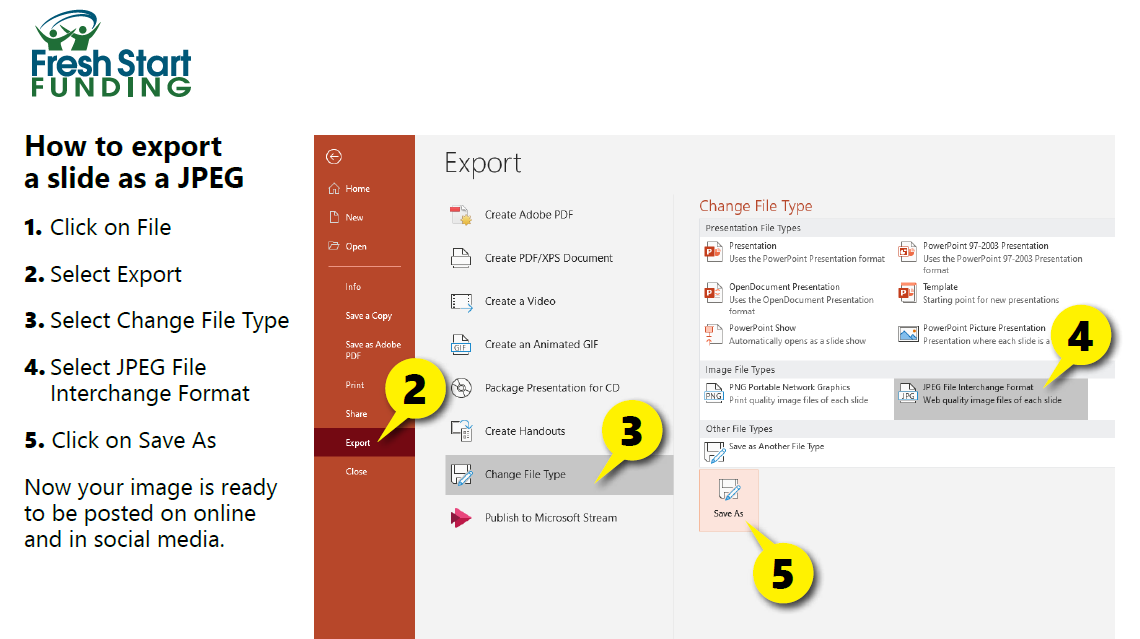 Fresh Start
FUNDING
How to export
a slide as a JPEG
1. Click on File
2. Select Export
3. Select Change File Type
4. Select JPEG File
Interchange Format
5. Click on Save As
Now your image is ready
to be posted on online
and in social media.
Home
New
Open
Info
Save a Copy
Save as Adobe
PDF
Print
Share
Export
Close
2
Export
Create Adobe PDF
Create PDF/XPS Document
Create a Video
GIF
Create an Animated GIF
Package Presentation for CD
Create Handouts
Change File Type
Publish to Microsoft Stream
3
Change File Type
Presentation File Types
Presentation
Uses the PowerPoint Presentation format
PowerPoint 97-2003 Presentation
Uses the PowerPoint 97-2003 Presentation
format
OpenDocument Presentation
Uses the OpenDocument Presentation
format
Template
Starting point for new presentations
PowerPoint Show
Automatically opens as a slide show
PowerPoint Picture Presentation
Presentation where each slide is a
4
Image File Types
PNG
PNG Portable Network Graphics
Print quality image files of each slide
JPG
JPEG File Interchange Format
Web quality image files of each slide
Other File Types
Save as Another File Type
Save As
5